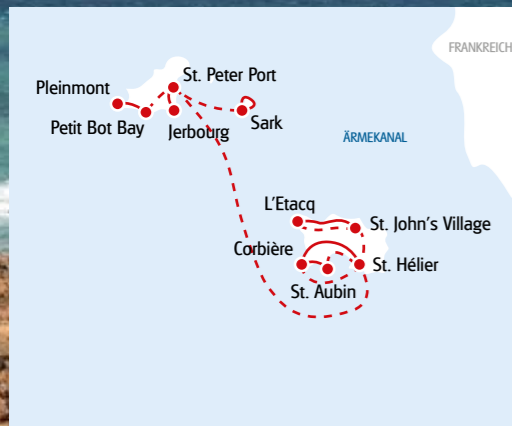 FRANKREICH
St. Peter Port
Pleinmont
Petit Bot Bay
Jerbourg
Sark
ÄRMEKANAL
L'Etacq
St. John's Village
Corbière
St. Hélier
St. Aubin